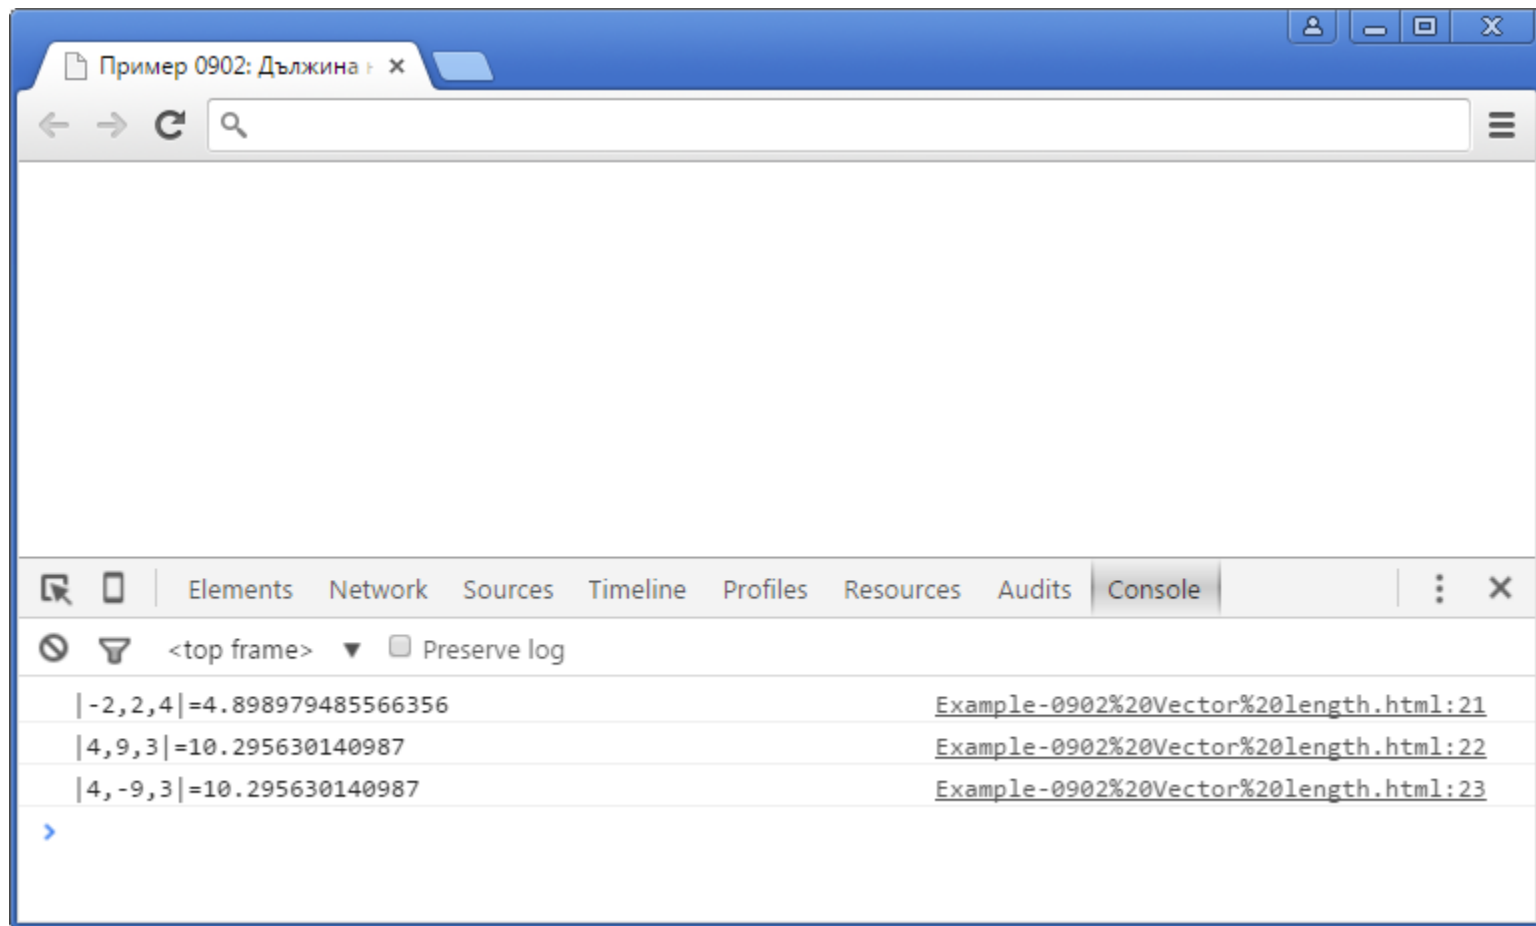 Пример 0902: Дължина
Elements Network Sources Timeline Profiles Resources Audits Console
<top frame> ▼ Preserve log
|-2,2,4|=4.898979485566356 Example-0902%20Vector%20length.html:21
|4,9,3|=10.295630140987 Example-0902%20Vector%20length.html:22
|4,-9,3|=10.295630140987 Example-0902%20Vector%20length.html:23